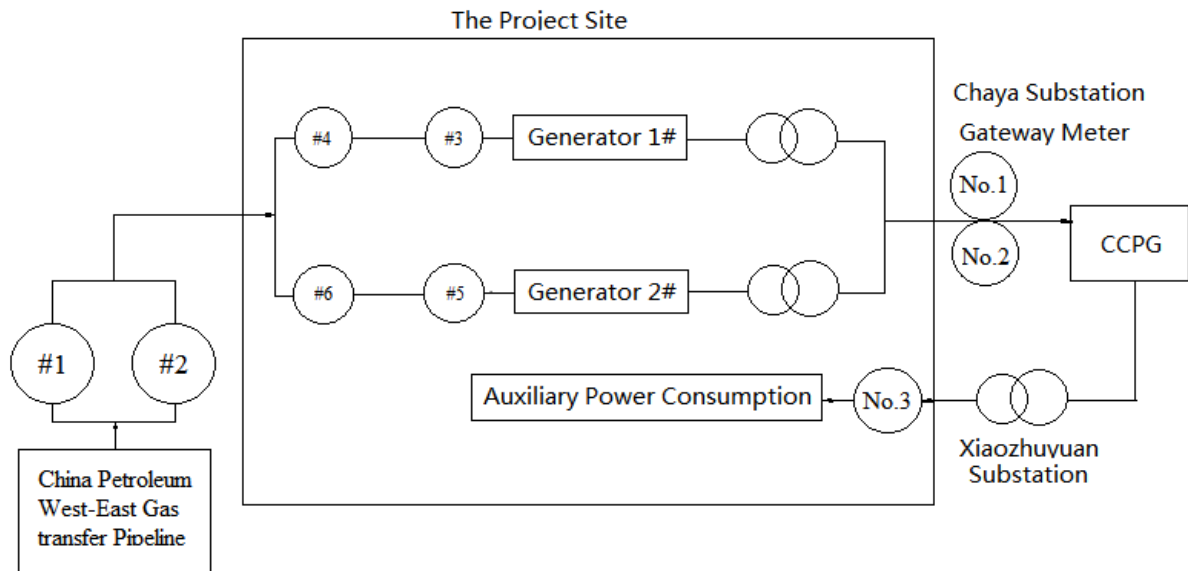 The Project Site
Chaya Substation
Gateway Meter
#4
#3
Generator 1#
No.1
No.2
CCPG
#6
#5
Generator 2#
#1
#2
Auxiliary Power Consumption
No.3
Xiaozhuyuan
Substation
China Petroleum
West-East Gas
transfer Pipeline